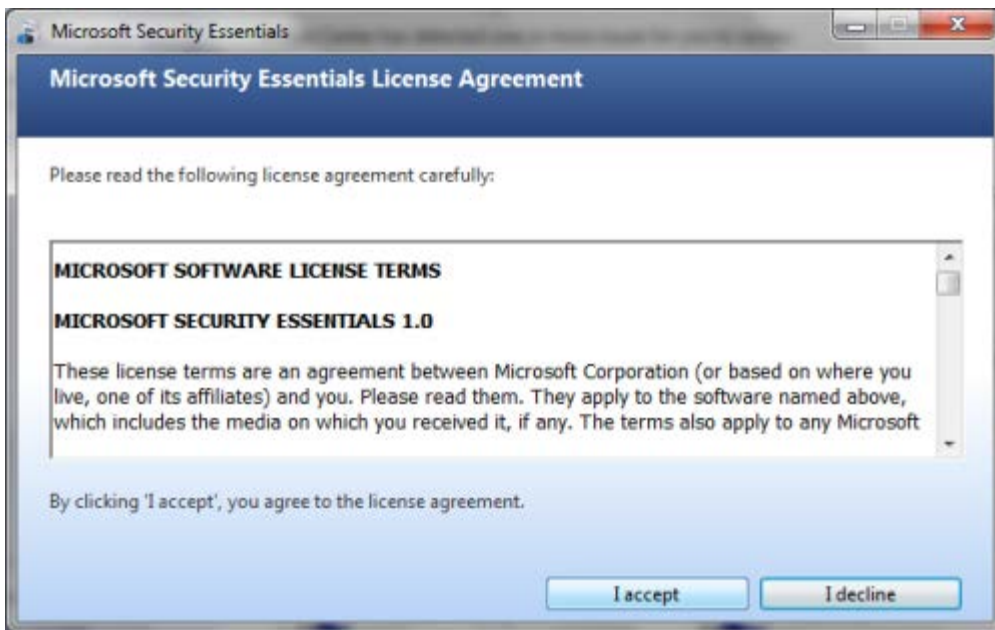 Microsoft Security Essentials
Microsoft Security Essentials License Agreement
Please read the following license agreement carefully:
MICROSOFT SOFTWARE LICENSE TERMS
MICROSOFT SECURITY ESSENTIALS 1.0
These license terms are an agreement between Microsoft Corporation (or based on where you
live, one of its affiliates) and you. Please read them. They apply to the software named above,
which includes the media on which you received it, if any. The terms also apply to any Microsoft
By clicking 'I accept', you agree to the license agreement.
I accept
I decline